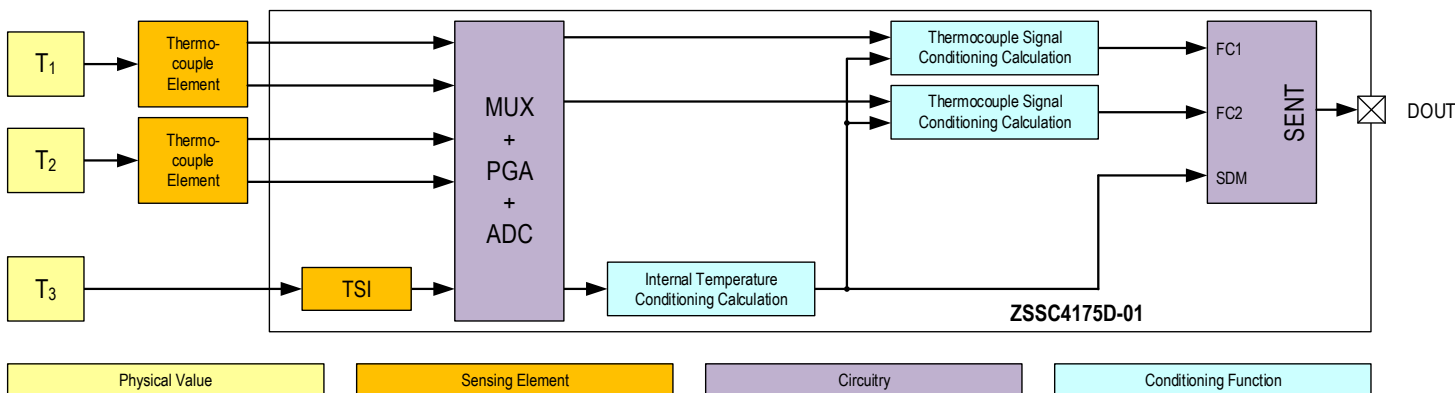 T1
Thermo-
couple
Element
T2
Thermo-
couple
Element
T3
TSI
MUX
+
PGA
+
ADC
Internal Temperature
Conditioning Calculation
Thermocouple Signal
Conditioning Calculation
Thermocouple Signal
Conditioning Calculation
FC1
FC2
SDM
SENT
DOUT
ZSSC4175D-01
Physical Value
Sensing Element
Circuitry
Conditioning Function